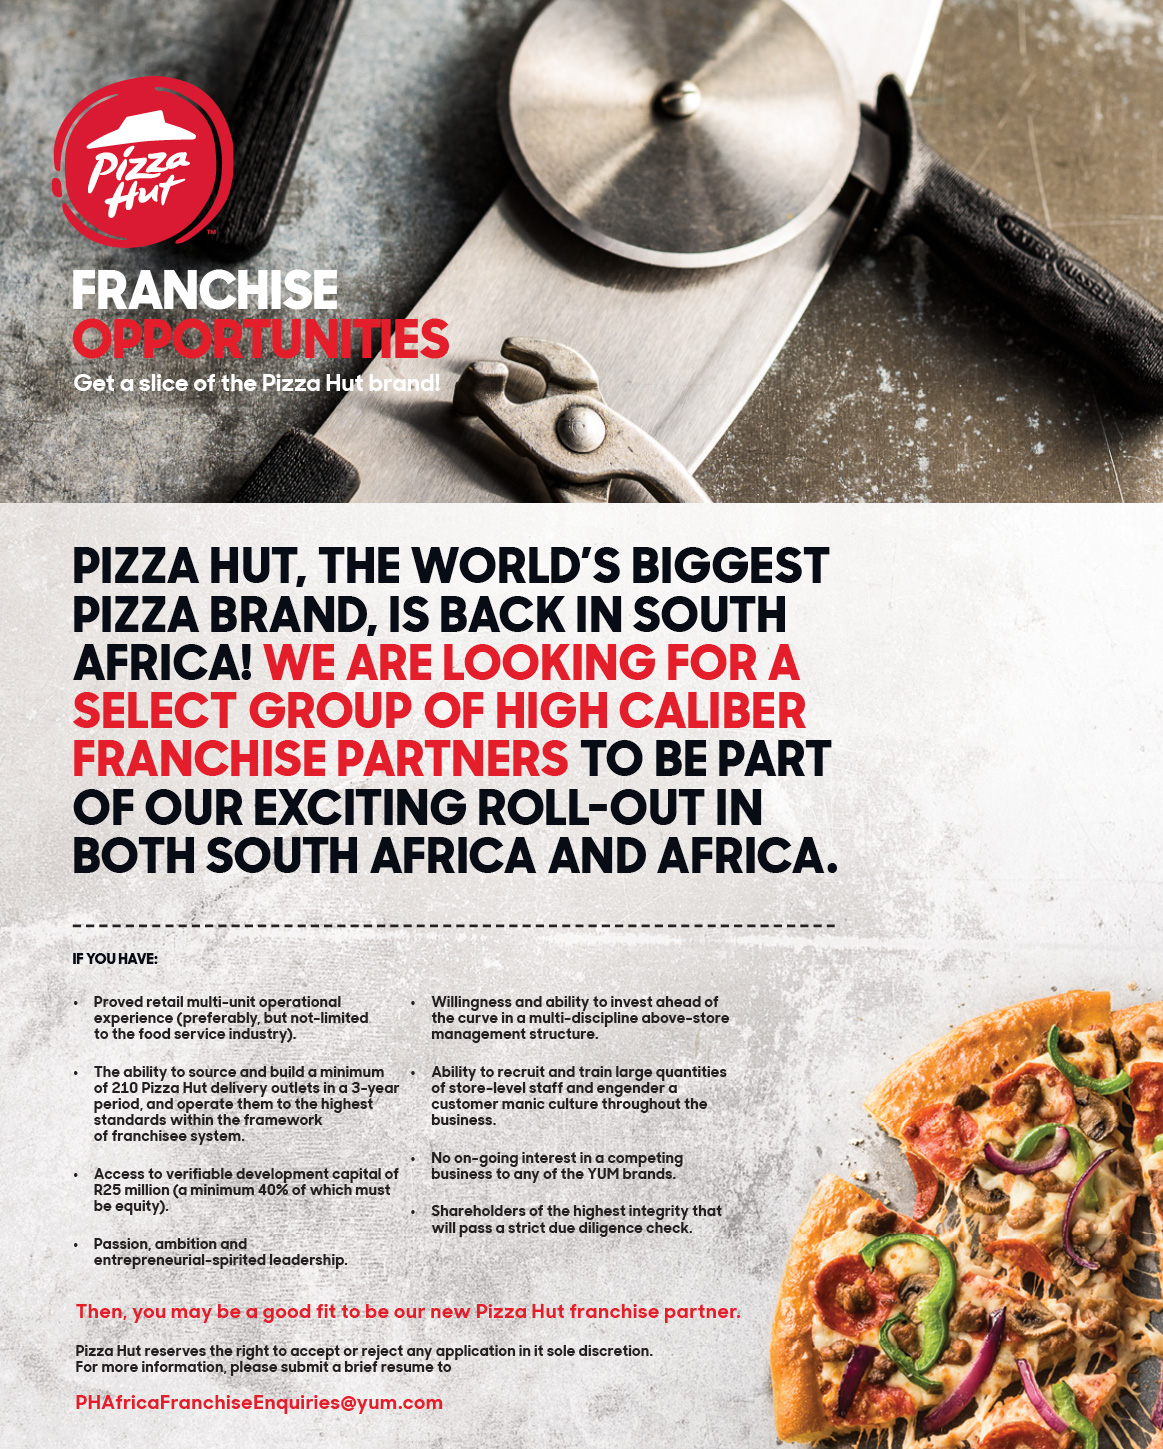 Pizza
Hut
TM
DEXTER RUSSELL
FRANCHISE
OPPORTUNITIES
Get a slice of the Pizza Hut brand!
PIZZA HUT, THE WORLD'S BIGGEST
PIZZA BRAND, IS BACK IN SOUTH
AFRICA! WE ARE LOOKING FOR A
SELECT GROUP OF HIGH CALIBER
FRANCHISE PARTNERS TO BE PART
OF OUR EXCITING ROLL-OUT IN
BOTH SOUTH AFRICA AND AFRICA.
IF YOU HAVE:
• Proved retail multi-unit operational
experience (preferably, but not-limited
to the food service industry).
• The ability to source and build a minimum
of 210 Pizza Hut delivery outlets in a 3-year
period, and operate them to the highest
standards within the framework
of franchisee system.
• Access to verifiable development capital of
R25 million (a minimum 40% of which must
be equity).
• Passion, ambition and
entrepreneurial-spirited leadership.
• Willingness and ability to invest ahead of
the curve in a multi-discipline above-store
management structure.
• Ability to recruit and train large quantities
of store-level staff and engender a
customer manic culture throughout the
business.
• No on-going interest in a competing
business to any of the YUM brands.
• Shareholders of the highest integrity that
will pass a strict due diligence check.
Then, you may be a good fit to be our new Pizza Hut franchise partner.
Pizza Hut reserves the right to accept or reject any application in it sole discretion.
For more information, please submit a brief resume to
PHAfricaFranchiseEnquiries@yum.com